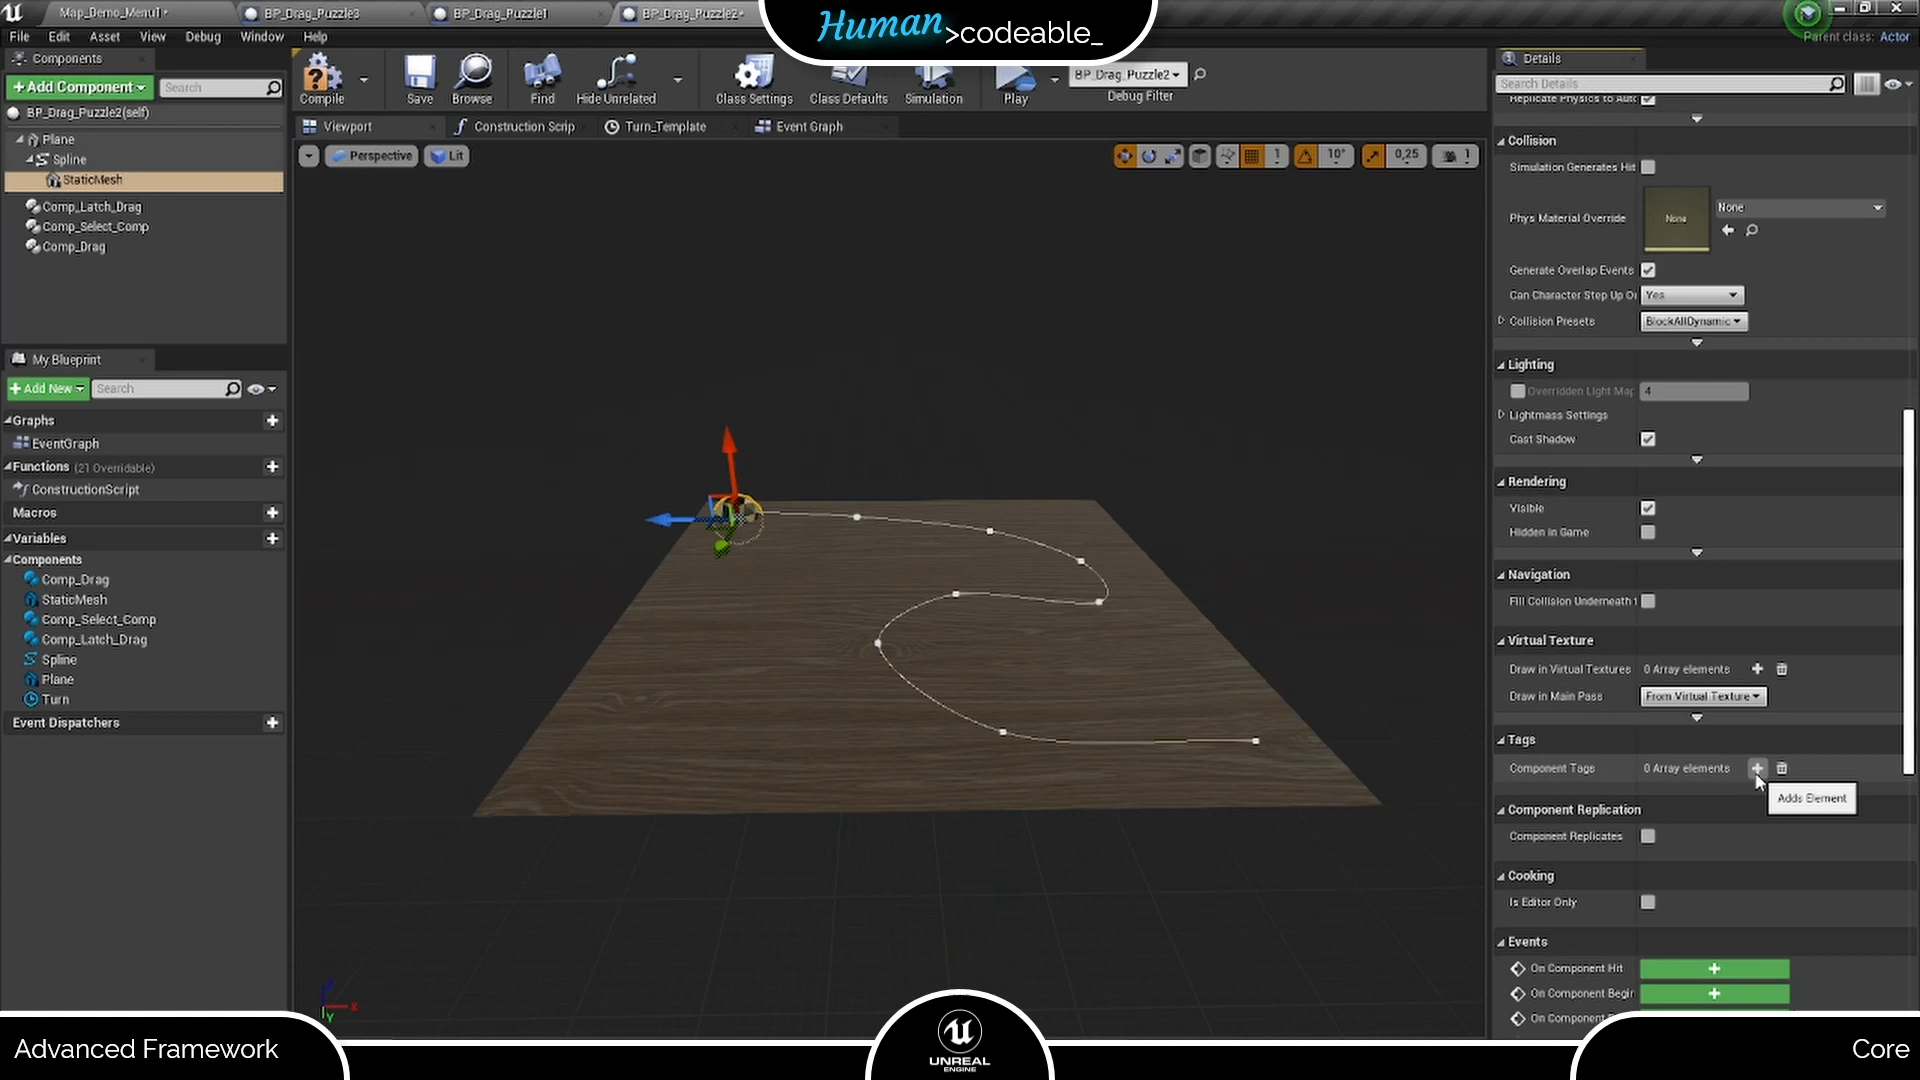 Map_Demo_Menu1*
BP_Drag_Puzzle3
BP_Drag_Puzzle1
BP_Drag_Puzzle2*
Human >codeable_
Parent class: Actor
File Edit Asset View Debug Window Help
Components
+ Add Component
Search
BP_Drag_Puzzle2(self)
Plane
Spline
StaticMesh
Comp_Latch_Drag
Comp_Select_Comp
Comp_Drag
My Blueprint
+ Add New
Search
Graphs
EventGraph
Functions (21 Overridable)
ConstructionScript
Macros
Variables
Components
Comp_Drag
StaticMesh
Comp_Select_Comp
Comp_Latch_Drag
Spline
Plane
Turn
Event Dispatchers
Compile
Save
Browse
Find
Hide Unrelated
Class Settings
Class Defaults
Simulation
Play
BP_Drag_Puzzle2
Debug Filter
Viewport
Construction Scrip
Turn_Template
Event Graph
Perspective
Lit
1
10°
0,25
1
X
Y
Details
Search Details
Replicate Physics to Auto
Collision
Simulation Generates Hit
Phys Material Override
None
None
Generate Overlap Events
Can Character Step Up O
Yes
Collision Presets
BlockAllDynamic
Lighting
Overridden Light Map
4
Lightmass Settings
Cast Shadow
Rendering
Visible
Hidden in Game
Navigation
Fill Collision Underneath
Virtual Texture
Draw in Virtual Textures
0 Array elements
Draw in Main Pass
From Virtual Texture
Tags
Component Tags
0 Array elements
Adds Element
Component Replication
Component Replicates
Cooking
Is Editor Only
Events
On Component Hit
On Component Begin
On Component
Advanced Framework
UNREAL
ENGINE
Core